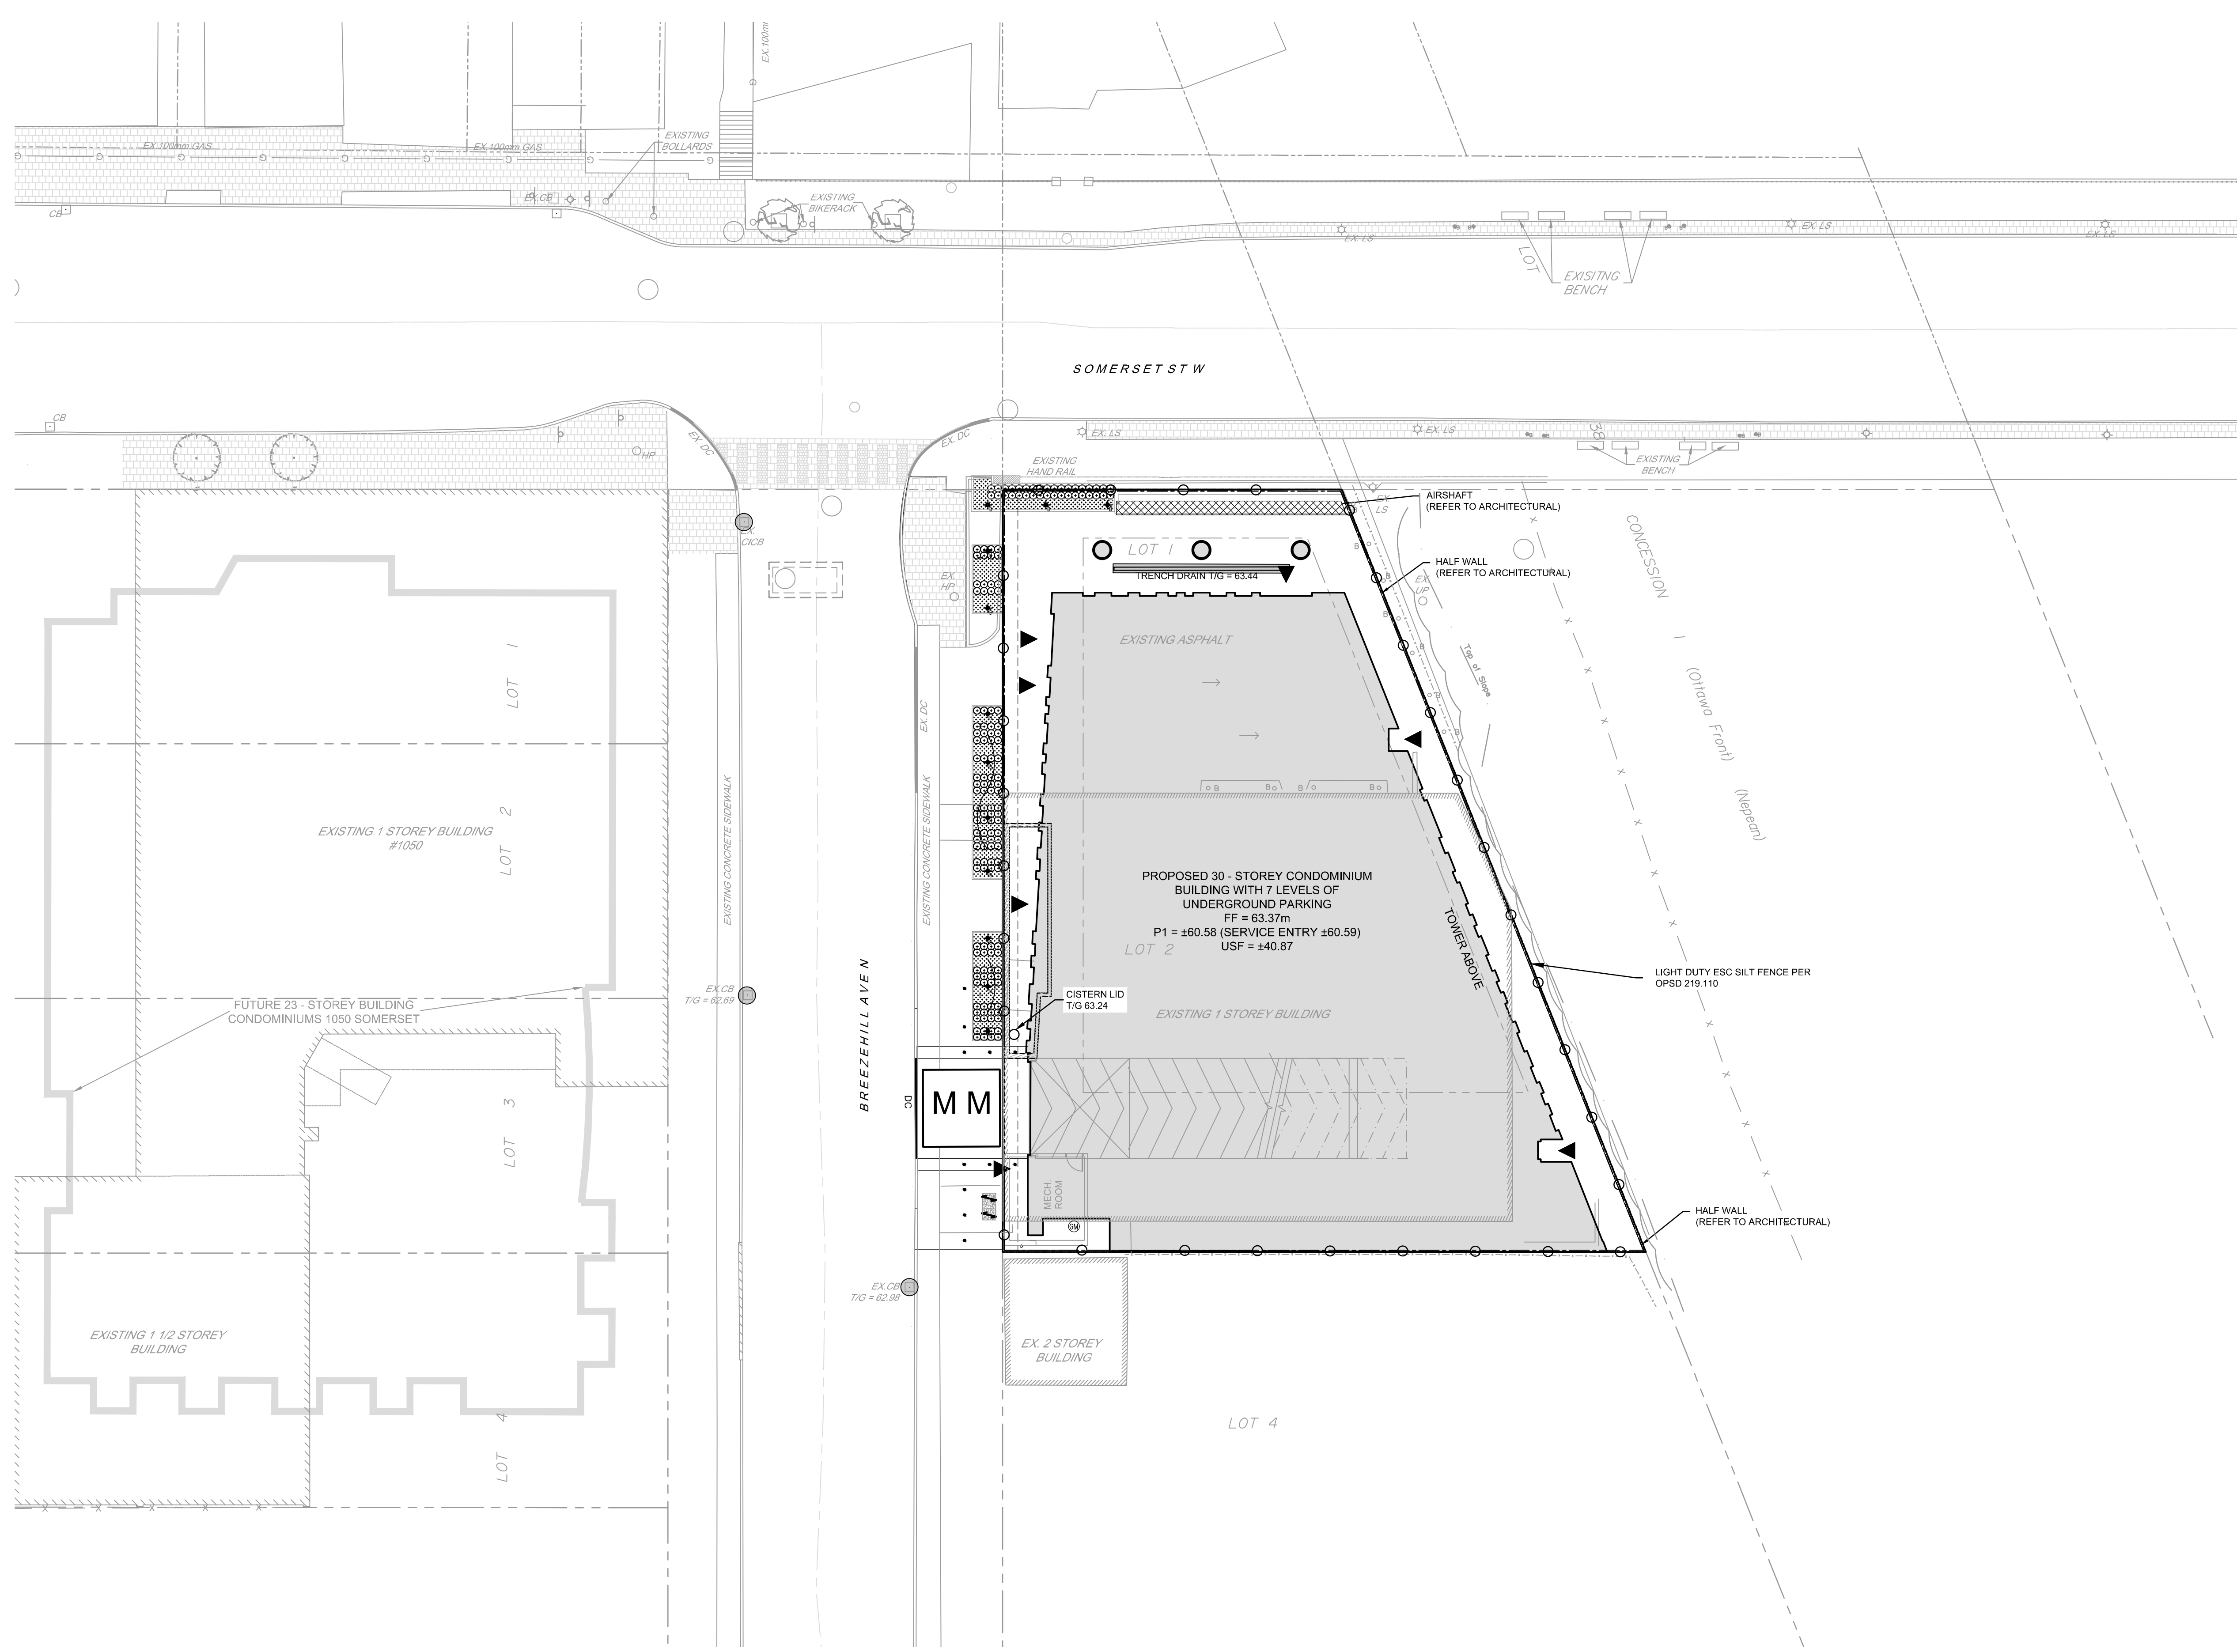 EX.100mm
EX.100mm GAS
EX.100mm GAS
EXISTING
BOLLARDS
EX.CB
CB
EXISTING
BIKERACK
EX. LS
EX. LS
EX. LS
LOT
EXISITNG
BENCH
SOMERSET ST W
CB
HP
EX. DC
EX. DC
EX. LS
EX. LS
38
EXISTING
HAND RAIL
EXISTING
BENCH
EX.
LS
AIRSHAFT
(REFER TO ARCHITECTURAL)
EX.
CICB
LOT 1
TRENCH DRAIN T/G = 63.44
B
HALF WALL
(REFER TO ARCHITECTURAL)
EX.
HP
B
EX.
UP
B
CONCESSION
1
(Ottawa Front)
(Nepean)
EXISTING ASPHALT
B
Top of Slope
B
B
LOT 1
EX. DC
B
B
B
B
EXISTING 1 STOREY BUILDING
#1050
LOT 2
EXISTING CONCRETE SIDEWALK
EXISTING CONCRETE SIDEWALK
PROPOSED 30 - STOREY CONDOMINIUM
BUILDING WITH 7 LEVELS OF
UNDERGROUND PARKING
FF = 63.37m
P1 = ±60.58 (SERVICE ENTRY ±60.59)
USF = ±40.87
LOT 2
TOWER ABOVE
LIGHT DUTY ESC SILT FENCE PER
OPSD 219.110
EX.CB
T/G = 62.69
CISTERN LID
T/G 63.24
FUTURE 23 - STOREY BUILDING
CONDOMINIUMS 1050 SOMERSET
EXISTING 1 STOREY BUILDING
BREEZEHILL AVE N
DC
M M
LOT 3
MECH.
ROOM
GM
HALF WALL
(REFER TO ARCHITECTURAL)
EX.CB
T/G = 62.98
EXISTING 1 1/2 STOREY
BUILDING
EX. 2 STOREY
BUILDING
LOT 4
LOT 4